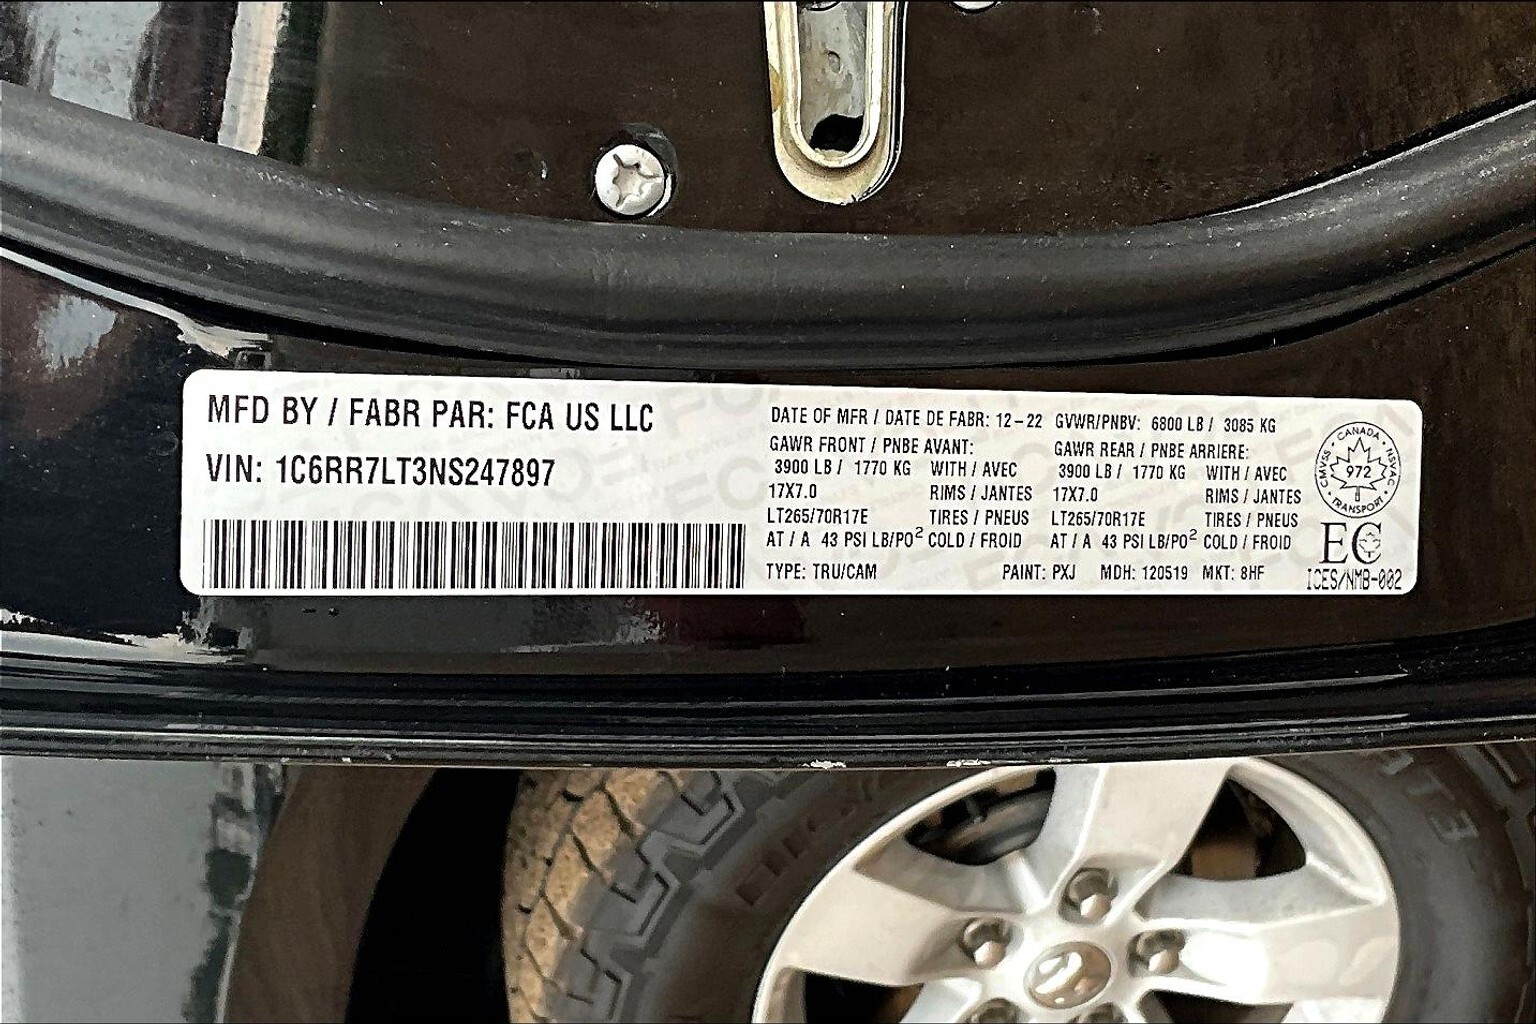 MFD BY / FABR PAR: FCA US LLC
VIN: 1C6RR7LT3NS247897
DATE OF MFR / DATE DE FABR: 12-22 GVWR/PNBV: 6800 LB / 3085 KG
GAWR FRONT / PNBE AVANT: GAWR REAR / PNBE ARRIERE:
3900 LB / 1770 KG WITH / AVEC 3900 LB / 1770 KG WITH / AVEC
17X7.0 RIMS / JANTES 17X7.0 RIMS / JANTES
LT265/70R17E TIRES / PNEUS LT265/70R17E TIRES / PNEUS
AT / A 43 PSI LB/PO² COLD / FROID AT / A 43 PSI LB/PO² COLD / FROID
TYPE: TRU/CAM PAINT: PXJ MDH: 120519 MKT: 8HF
CANADA
CMVSS 972 NSVAC
TRANSPORT
EC
ICES/NMB-002